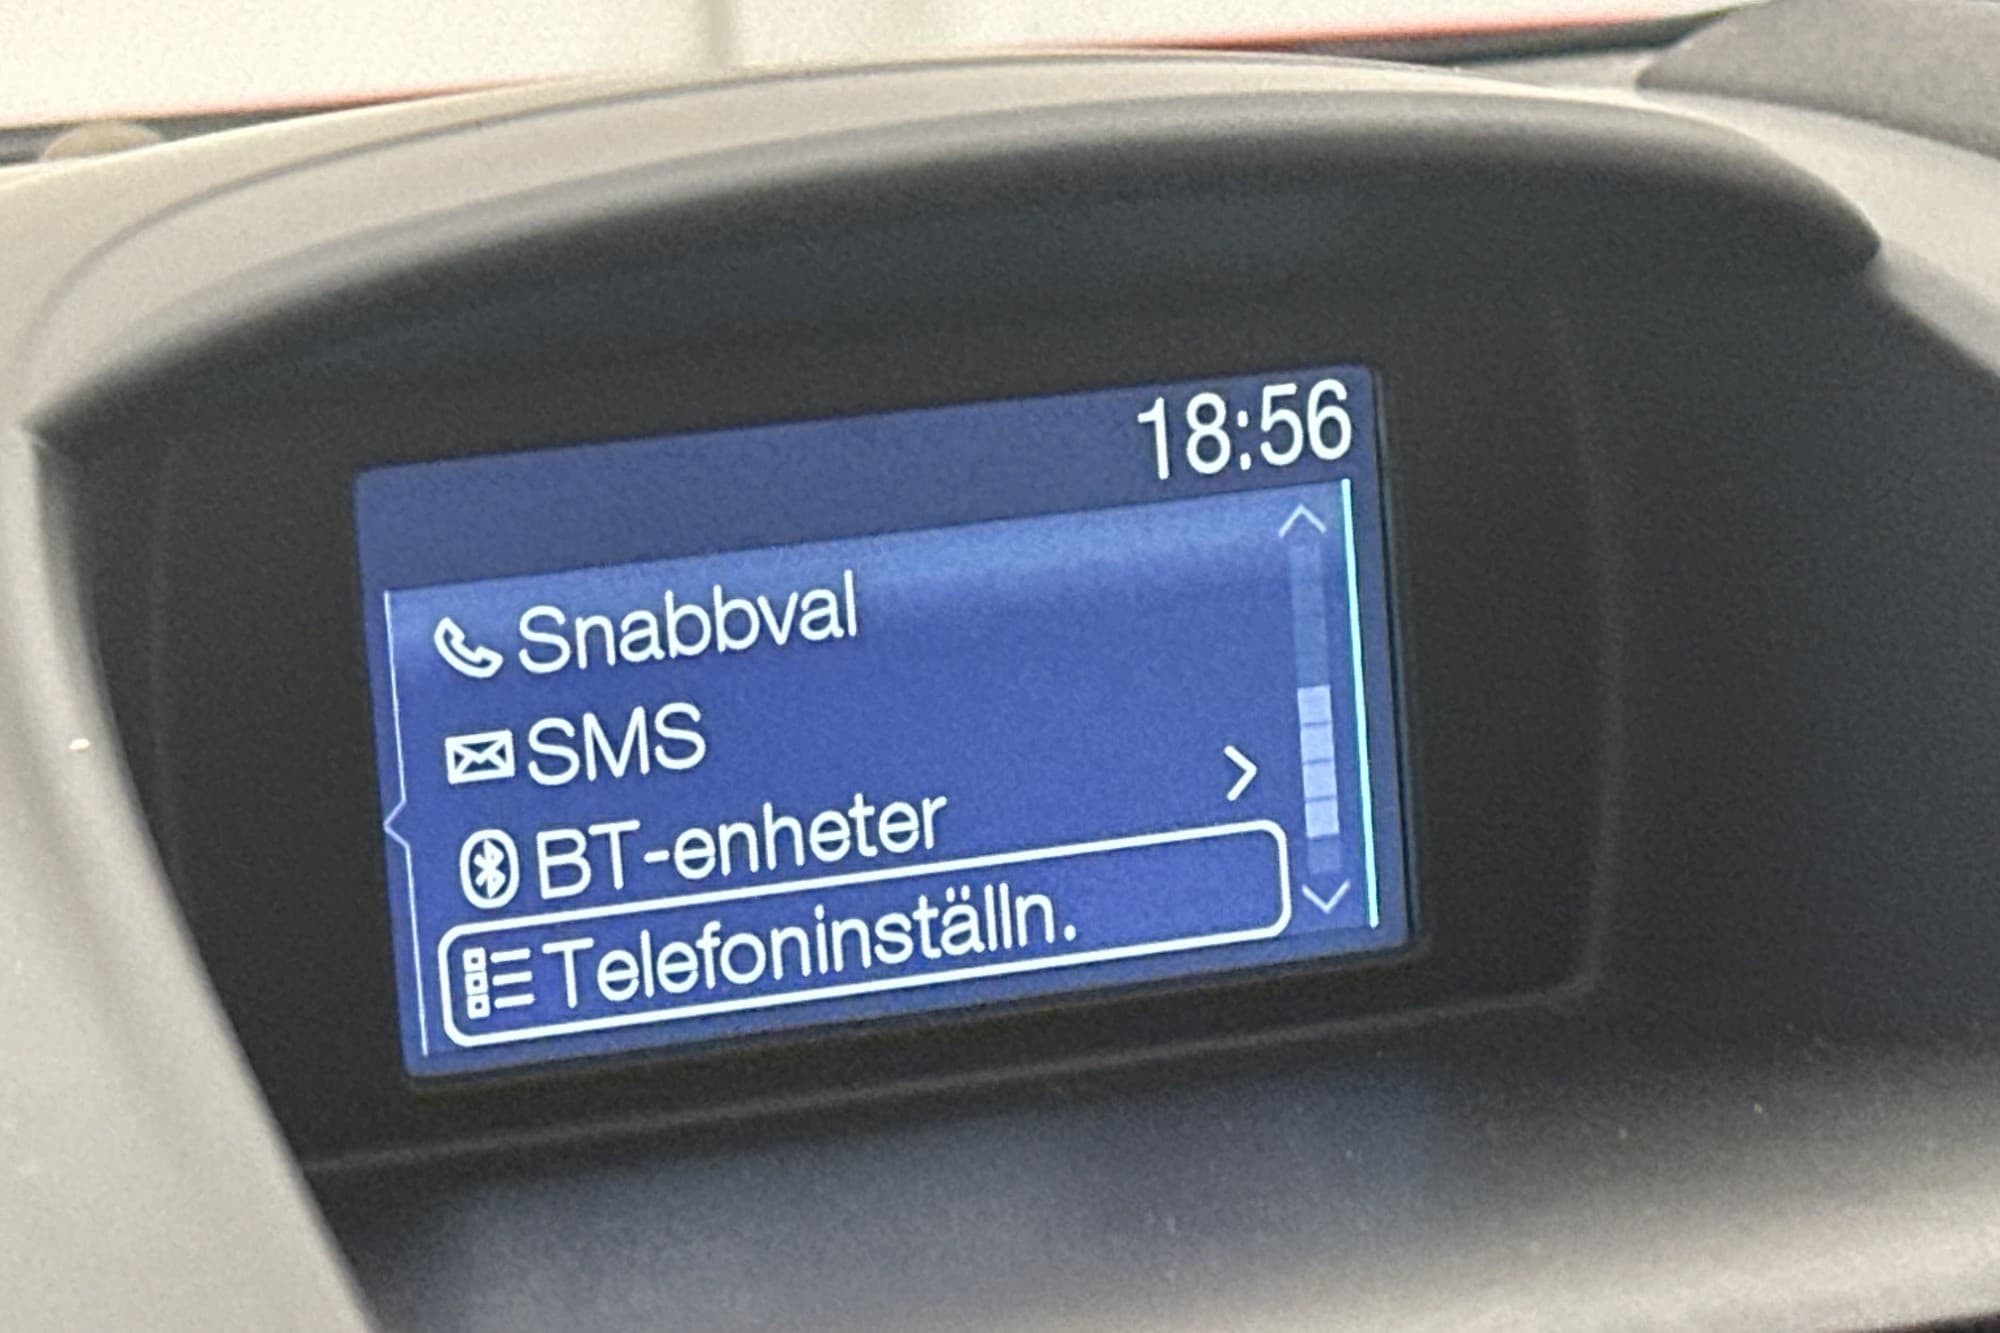 18:56
Snabbval
SMS
BT-enheter
Telefoninställn.